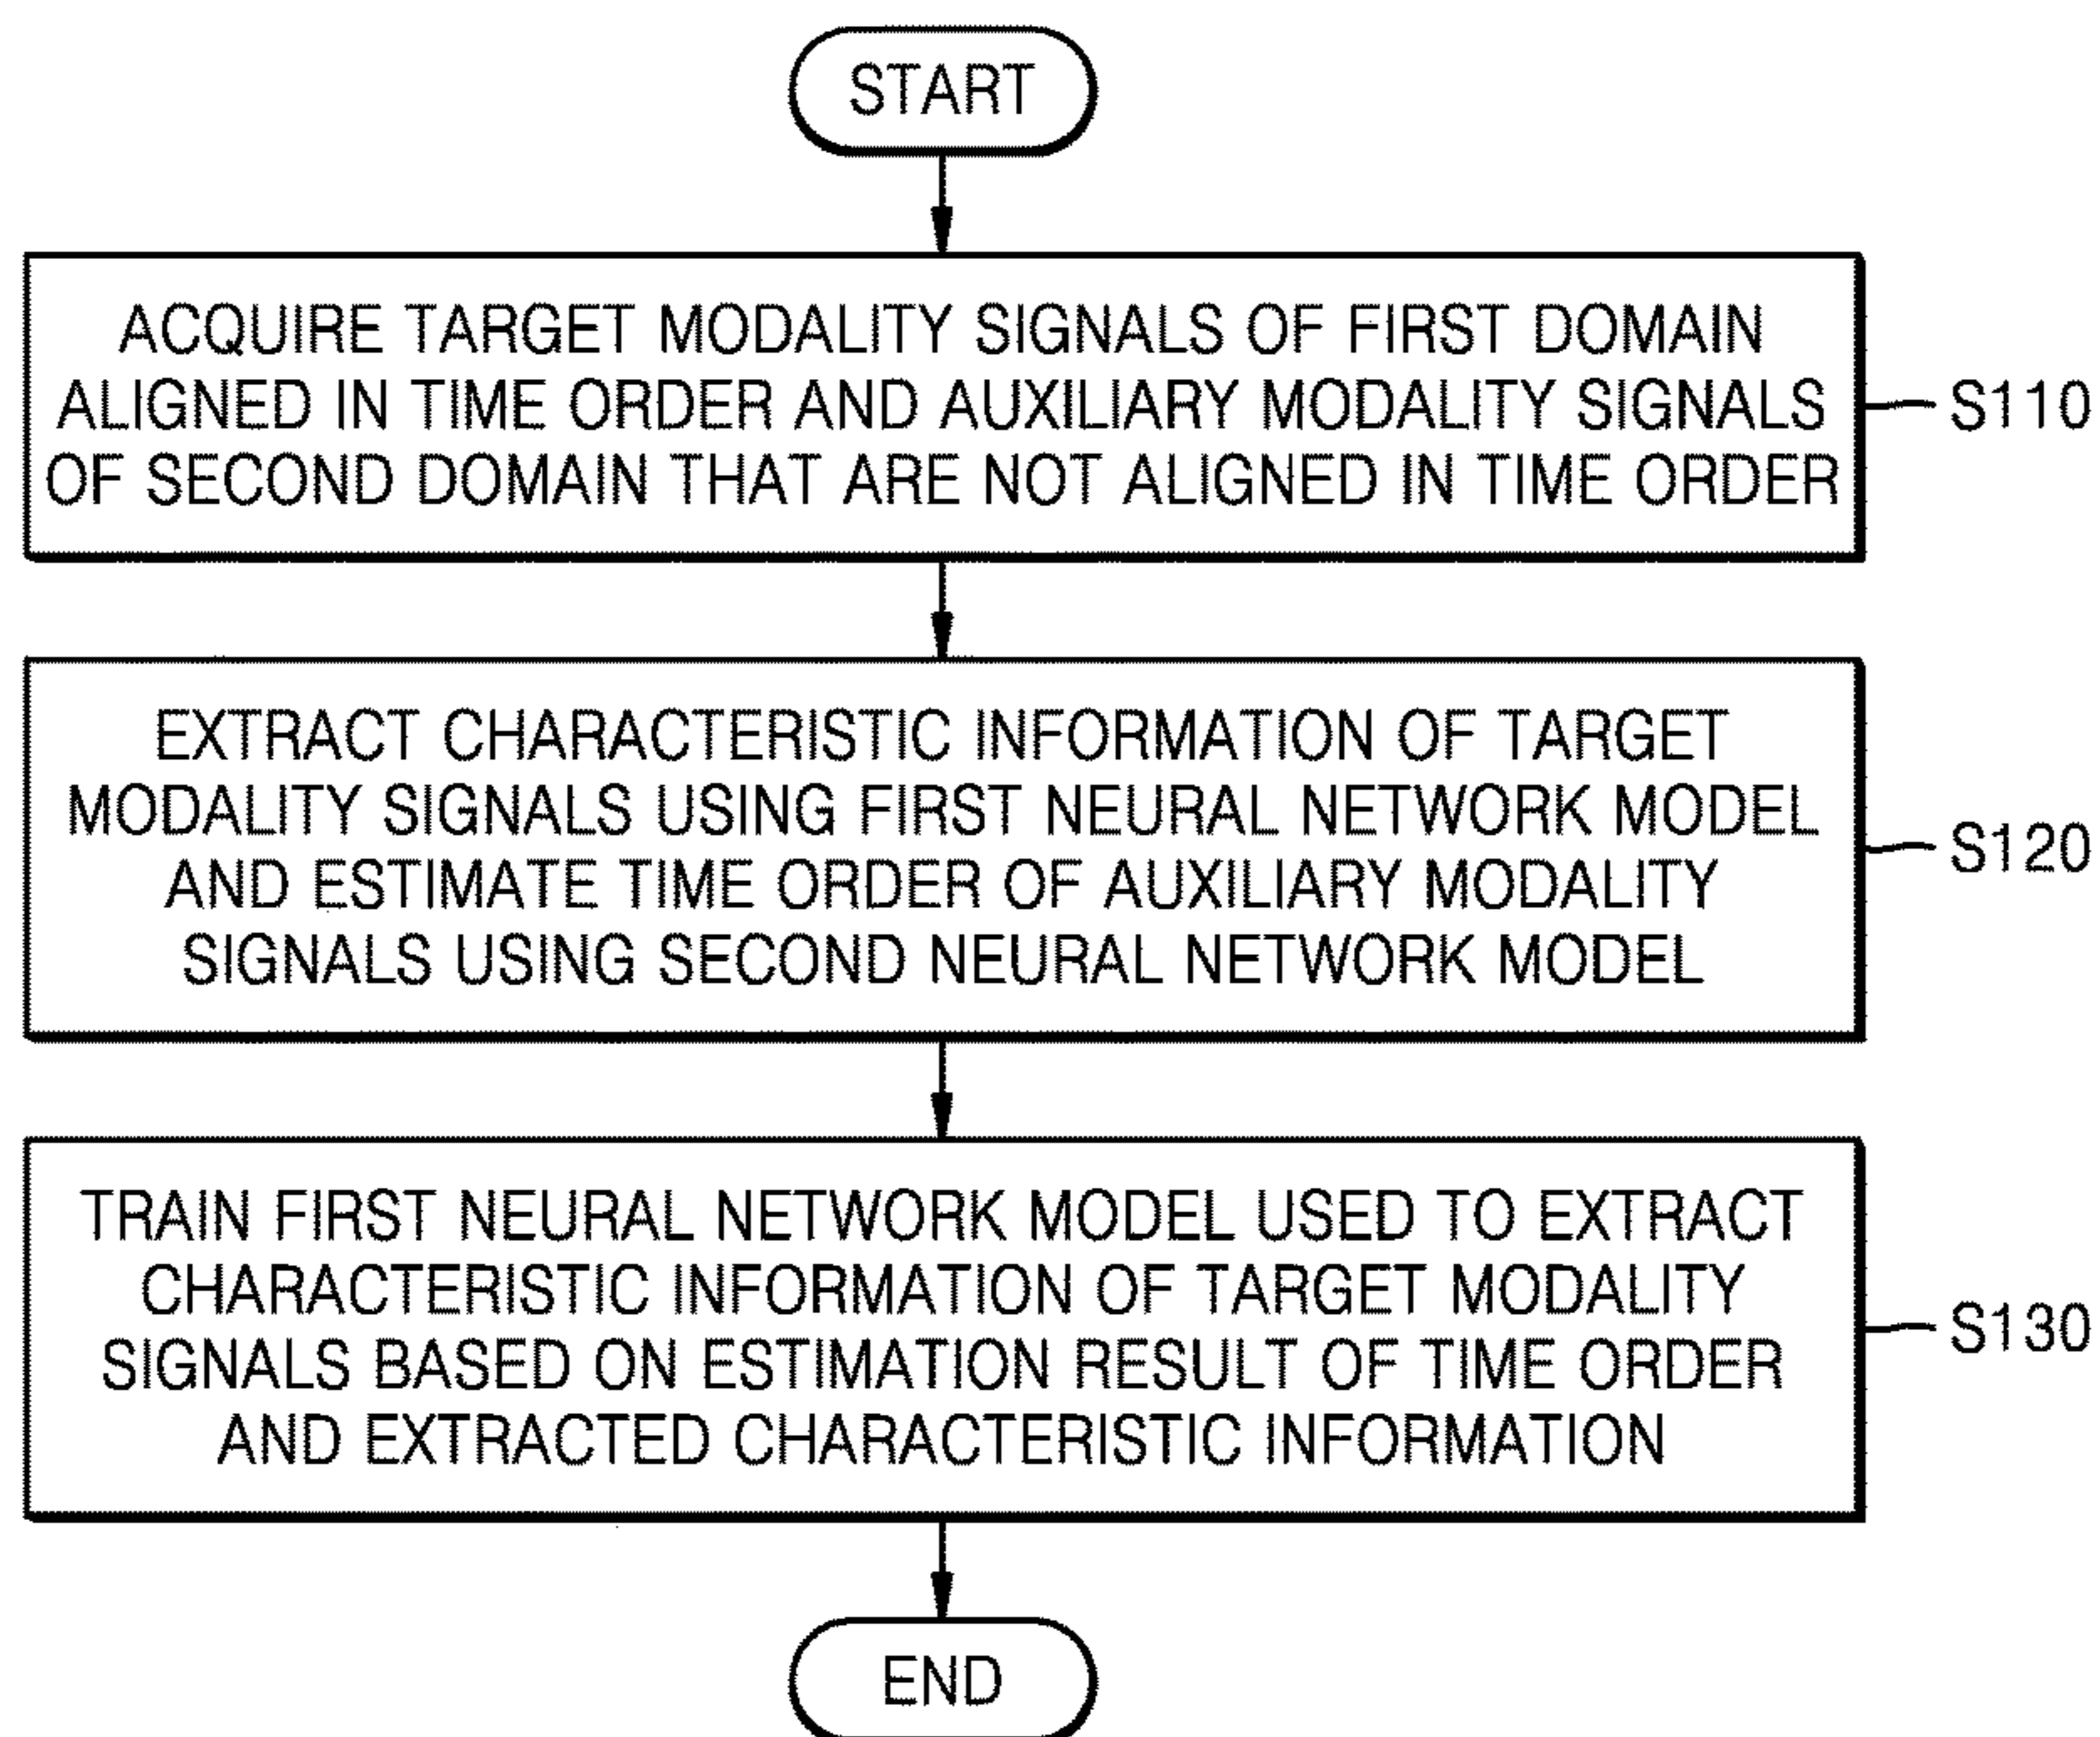 START
ACQUIRE TARGET MODALITY SIGNALS OF FIRST DOMAIN
ALIGNED IN TIME ORDER AND AUXILIARY MODALITY SIGNALS
OF SECOND DOMAIN THAT ARE NOT ALIGNED IN TIME ORDER
S110
EXTRACT CHARACTERISTIC INFORMATION OF TARGET
MODALITY SIGNALS USING FIRST NEURAL NETWORK MODEL
AND ESTIMATE TIME ORDER OF AUXILIARY MODALITY
SIGNALS USING SECOND NEURAL NETWORK MODEL
S120
TRAIN FIRST NEURAL NETWORK MODEL USED TO EXTRACT
CHARACTERISTIC INFORMATION OF TARGET MODALITY
SIGNALS BASED ON ESTIMATION RESULT OF TIME ORDER
AND EXTRACTED CHARACTERISTIC INFORMATION
S130
END